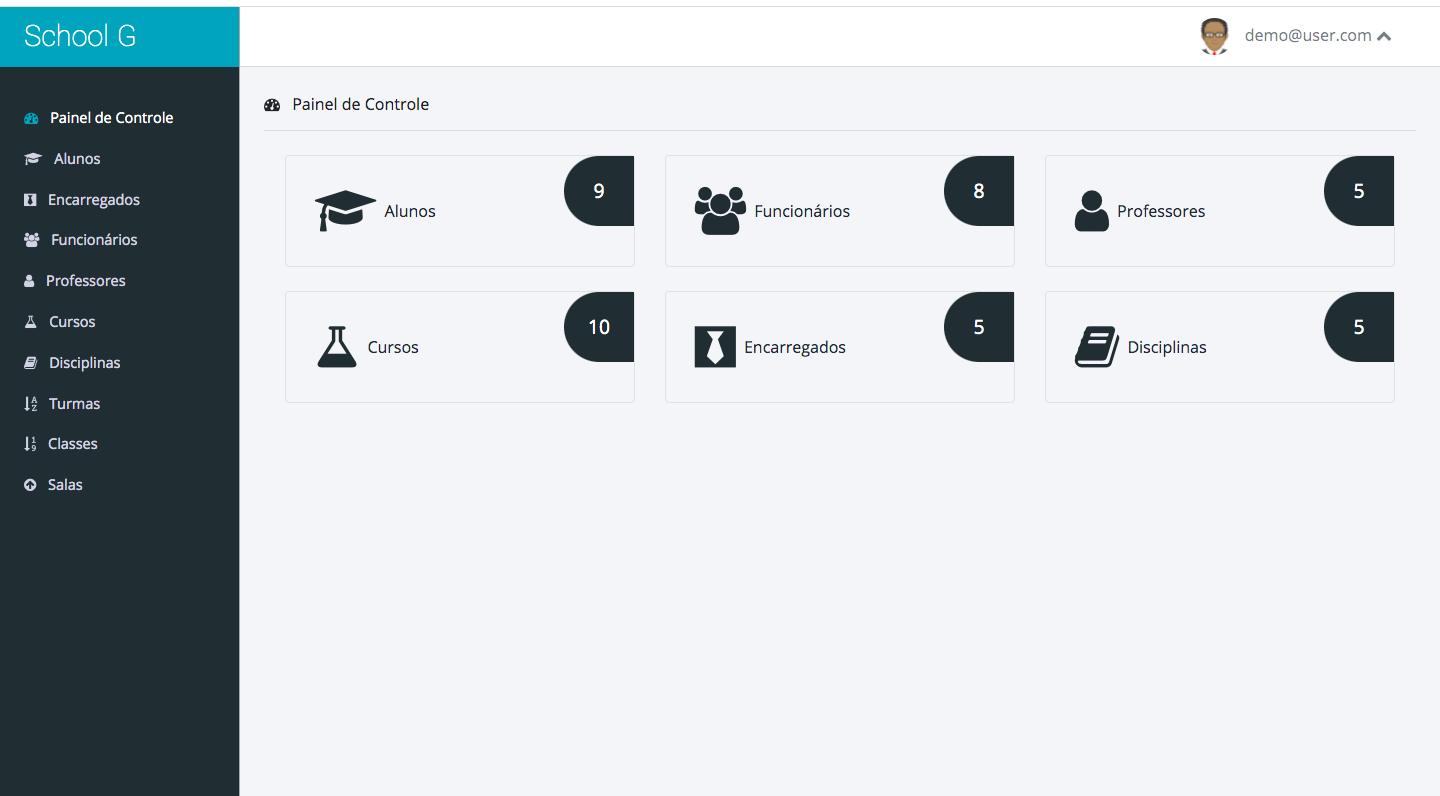 School G
demo@user.com
Painel de Controle
Alunos
Encarregados
Funcionários
Professores
Cursos
Disciplinas
Turmas
Classes
Salas
Painel de Controle
Alunos
9
Funcionários
8
Professores
5
Cursos
10
Encarregados
5
Disciplinas
5